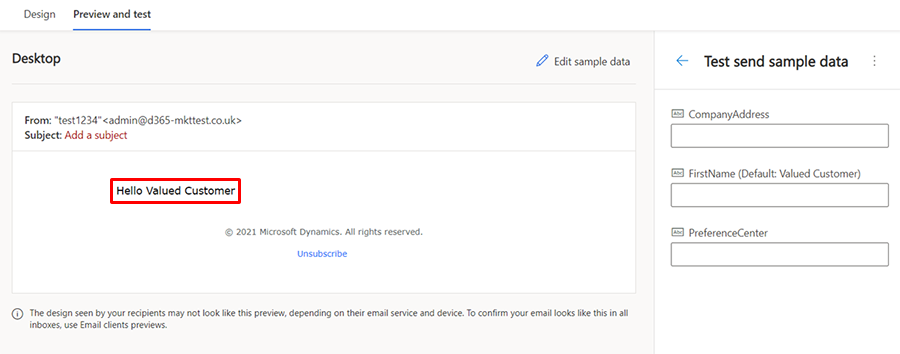 Design
Preview and test
Desktop
Edit sample data
From: "test1234"<admin@d365-mkttest.co.uk>
Subject: Add a subject
Hello Valued Customer
© 2021 Microsoft Dynamics. All rights reserved.
Unsubscribe
The design seen by your recipients may not look like this preview, depending on their email service and device. To confirm your email looks like this in all
inboxes, use Email clients previews.
Test send sample data
Abl CompanyAddress
Abl FirstName (Default: Valued Customer)
Abl PreferenceCenter